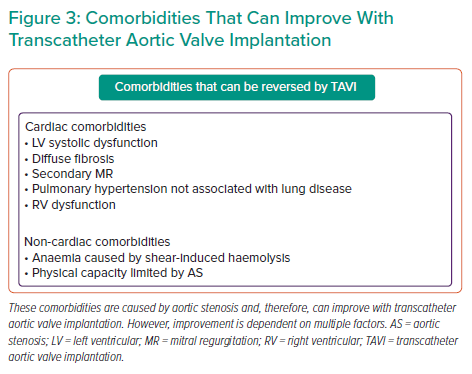 Figure 3: Comorbidities That Can Improve With
Transcatheter Aortic Valve Implantation
Comorbidities that can be reversed by TAVI
Cardiac comorbidities
• LV systolic dysfunction
• Diffuse fibrosis
• Secondary MR
• Pulmonary hypertension not associated with lung disease
• RV dysfunction
Non-cardiac comorbidities
• Anaemia caused by shear-induced haemolysis
• Physical capacity limited by AS
These comorbidities are caused by aortic stenosis and, therefore, can improve with transcatheter
aortic valve implantation. However, improvement is dependent on multiple factors. AS = aortic
stenosis; LV = left ventricular; MR = mitral regurgitation; RV = right ventricular; TAVI = transcatheter
aortic valve implantation.